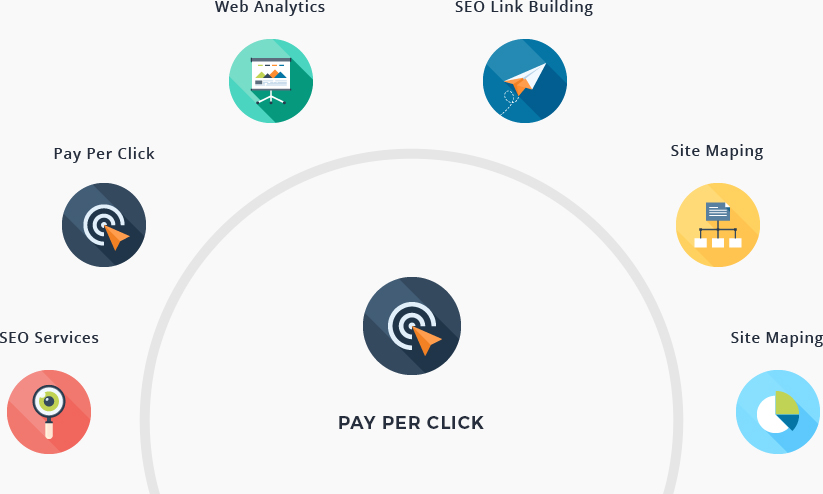 Web Analytics
SEO Link Building
Pay Per Click
Site Maping
SEO Services
Site Maping
PAY PER CLICK